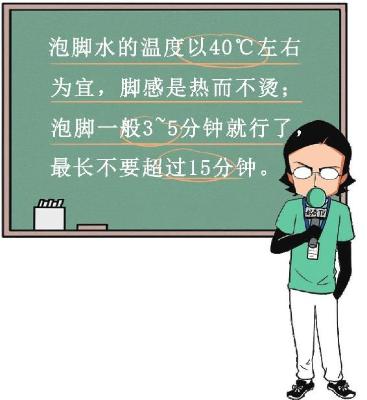 泡脚水的温度以40℃左右
为宜，脚感是热而不烫；
泡脚一般3~5分钟就行了
最长不要超过15分钟。